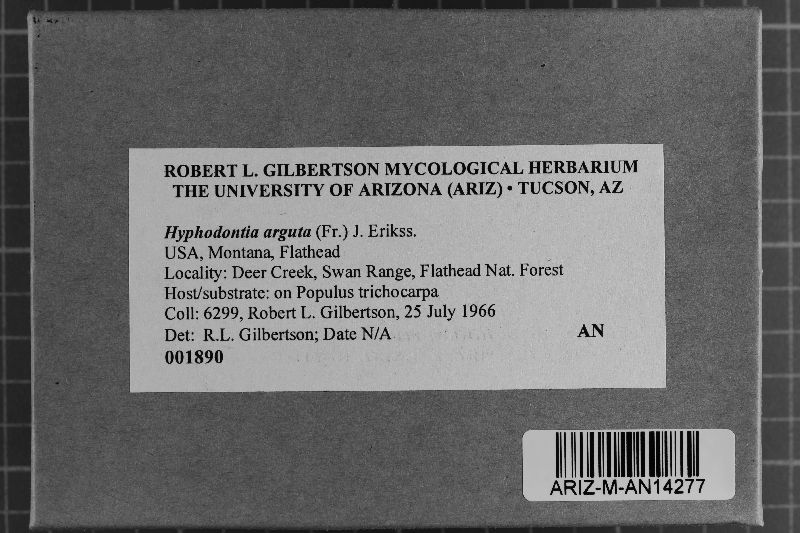 ROBERT L. GILBERTSON MYCOLOGICAL HERBARIUM
THE UNIVERSITY OF ARIZONA (ARIZ) • TUCSON, AZ
Hyphodontia arguta (Fr.) J. Erikss.
USA, Montana, Flathead
Locality: Deer Creek, Swan Range, Flathead Nat. Forest
Host/substrate: on Populus trichocarpa
Coll: 6299, Robert L. Gilbertson, 25 July 1966
Det: R.L. Gilbertson; Date N/A AN
001890
ARIZ-M-AN14277